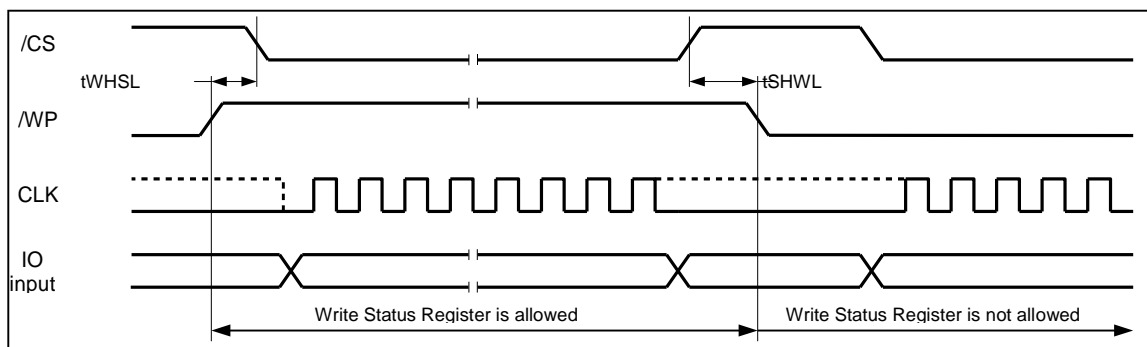 /CS
tWHSL
tSHWL
/WP
CLK
IO
input
Write Status Register is allowed
Write Status Register is not allowed